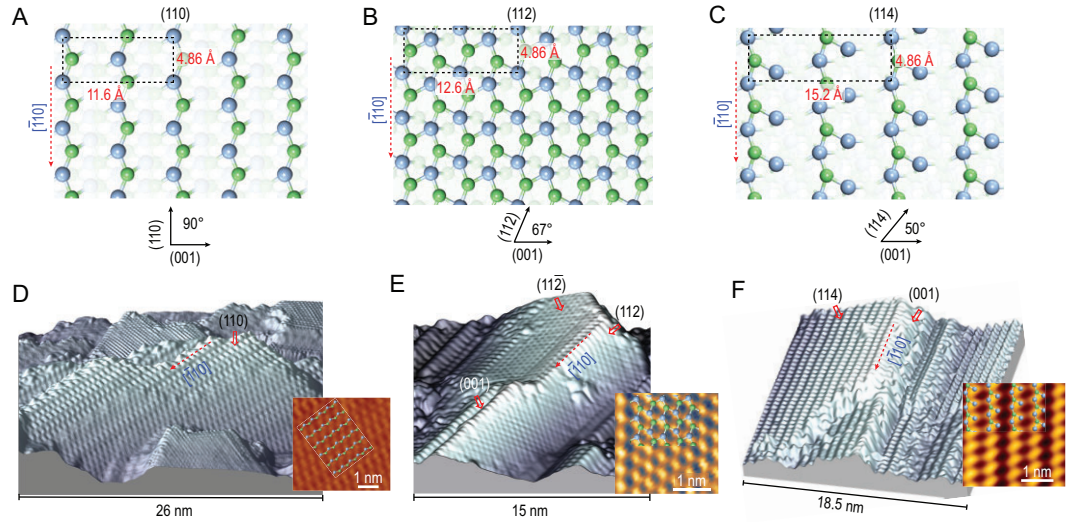 A
(110)
4.86 Å
11.6 Å
[1̄10]
90°
(110)
(001)
B
(112)
4.86 Å
12.6 Å
[1̄10]
67°
(112)
(001)
C
(114)
4.86 Å
15.2 Å
[1̄10]
50°
(114)
(001)
D
(110)
[1̄10]
1 nm
26 nm
E
(112̄)
(112)
[1̄10]
(001)
1 nm
15 nm
F
(114)
(001)
[1̄10]
1 nm
18.5 nm